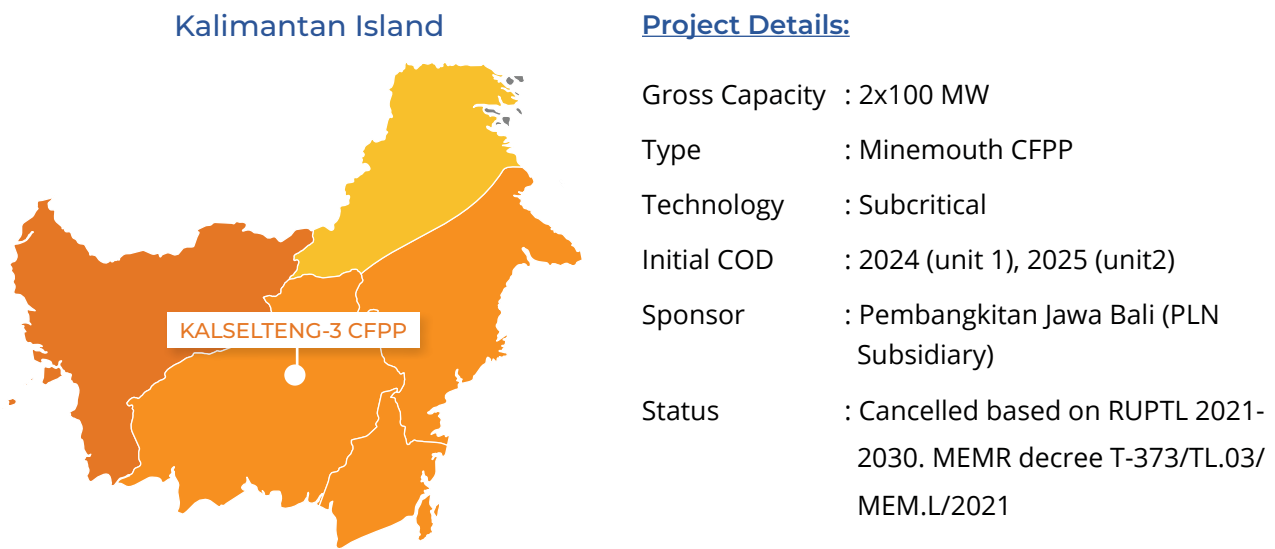 Kalimantan Island
KALSELTENG-3 CFPP
Project Details:
Gross Capacity : 2x100 MW
Type : Minemouth CFPP
Technology : Subcritical
Initial COD : 2024 (unit 1), 2025 (unit2)
Sponsor : Pembangkitan Jawa Bali (PLN
Subsidiary)
Status : Cancelled based on RUPTL 2021-
2030. MEMR decree T-373/TL.03/
MEM.L/2021